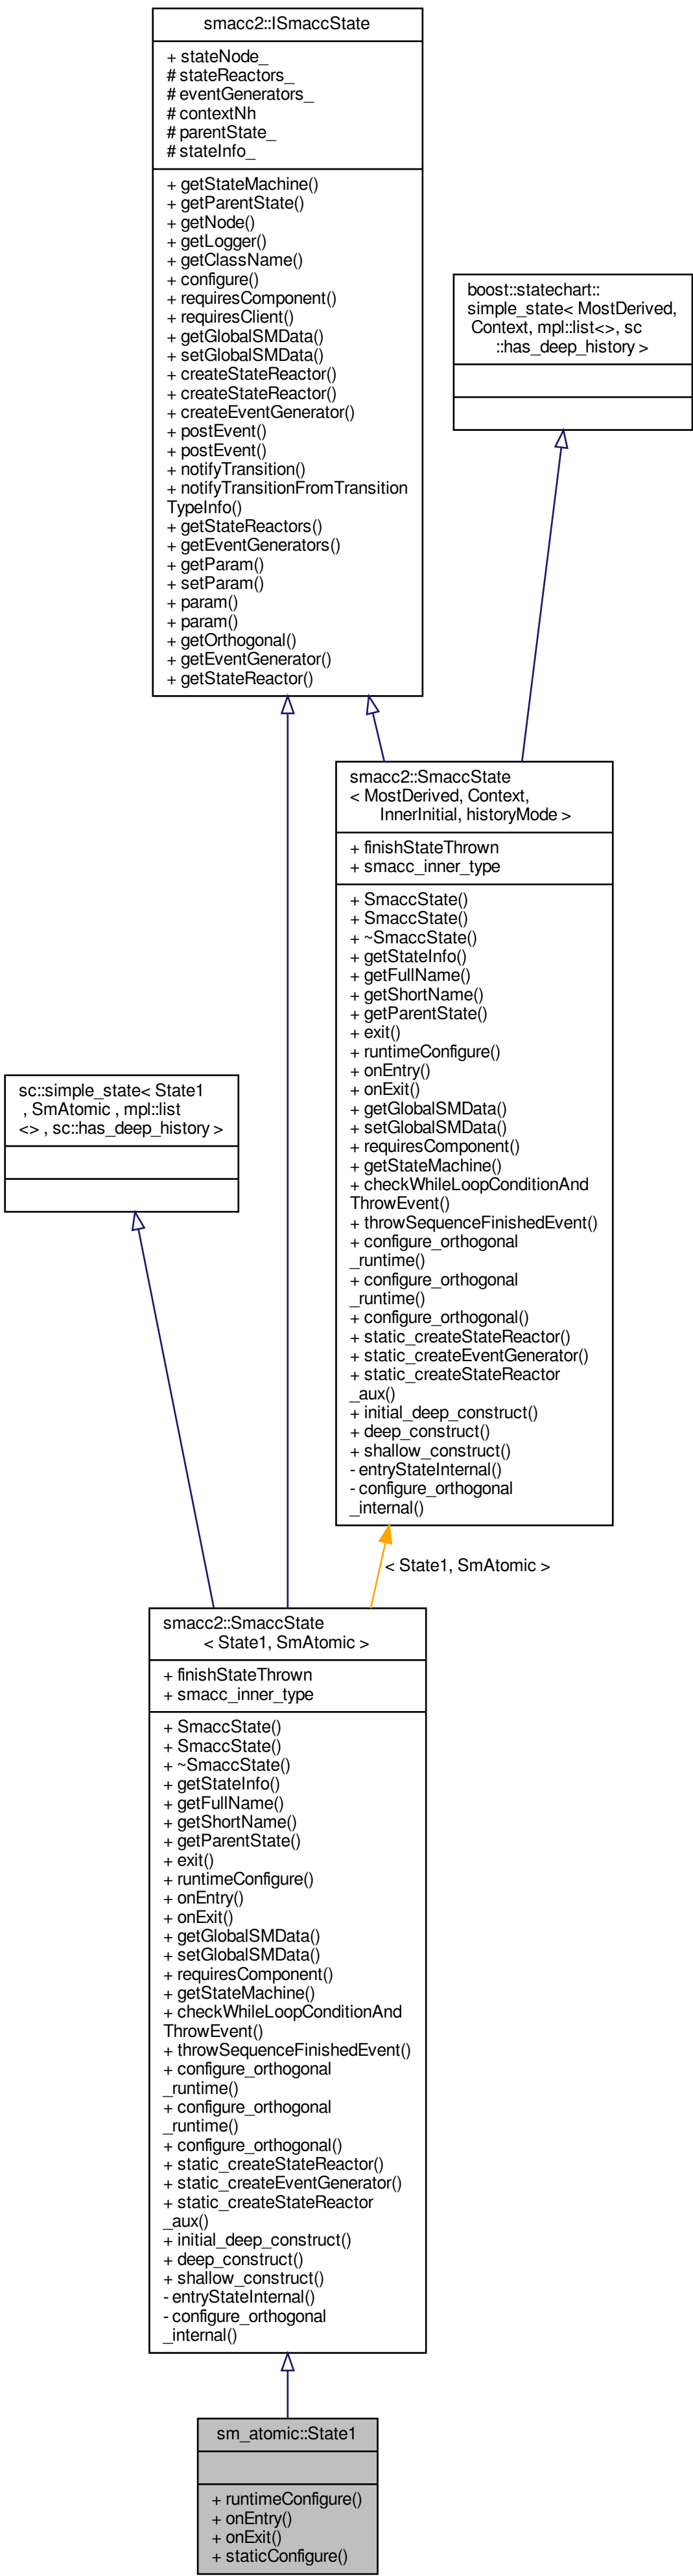 smacc2::ISmaccState
+ stateNode_
# stateReactors_
# eventGenerators_
# contextNh
# parentState_
# stateInfo_
+ getStateMachine()
+ getParentState()
+ getNode()
+ getLogger()
+ getClassName()
+ configure()
+ requiresComponent()
+ requiresClient()
+ getGlobalSMData()
+ setGlobalSMData()
+ createStateReactor()
+ createStateReactor()
+ createEventGenerator()
+ postEvent()
+ postEvent()
+ notifyTransition()
+ notifyTransitionFromTransition
TypeInfo()
+ getStateReactors()
+ getEventGenerators()
+ getParam()
+ setParam()
+ param()
+ param()
+ getOrthogonal()
+ getEventGenerator()
+ getStateReactor()
boost::statechart::
simple_state< MostDerived,
Context, mpl::list<>, sc
::has_deep_history >
smacc2::SmaccState
< MostDerived, Context,
InnerInitial, historyMode >
+ finishStateThrown
+ smacc_inner_type
+ SmaccState()
+ SmaccState()
+ ~SmaccState()
+ getStateInfo()
+ getFullName()
+ getShortName()
+ getParentState()
+ exit()
+ runtimeConfigure()
+ onEntry()
+ onExit()
+ getGlobalSMData()
+ setGlobalSMData()
+ requiresComponent()
+ getStateMachine()
+ checkWhileLoopConditionAnd
ThrowEvent()
+ throwSequenceFinishedEvent()
+ configure_orthogonal
_runtime()
+ configure_orthogonal
_runtime()
+ configure_orthogonal()
+ static_createStateReactor()
+ static_createEventGenerator()
+ static_createStateReactor
_aux()
+ initial_deep_construct()
+ deep_construct()
+ shallow_construct()
- entryStateInternal()
- configure_orthogonal
_internal()
sc::simple_state< State1
, SmAtomic , mpl::list
<> , sc::has_deep_history >
< State1, SmAtomic >
smacc2::SmaccState
< State1, SmAtomic >
+ finishStateThrown
+ smacc_inner_type
+ SmaccState()
+ SmaccState()
+ ~SmaccState()
+ getStateInfo()
+ getFullName()
+ getShortName()
+ getParentState()
+ exit()
+ runtimeConfigure()
+ onEntry()
+ onExit()
+ getGlobalSMData()
+ setGlobalSMData()
+ requiresComponent()
+ getStateMachine()
+ checkWhileLoopConditionAnd
ThrowEvent()
+ throwSequenceFinishedEvent()
+ configure_orthogonal
_runtime()
+ configure_orthogonal
_runtime()
+ configure_orthogonal()
+ static_createStateReactor()
+ static_createEventGenerator()
+ static_createStateReactor
_aux()
+ initial_deep_construct()
+ deep_construct()
+ shallow_construct()
- entryStateInternal()
- configure_orthogonal
_internal()
sm_atomic::State1
+ runtimeConfigure()
+ onEntry()
+ onExit()
+ staticConfigure()